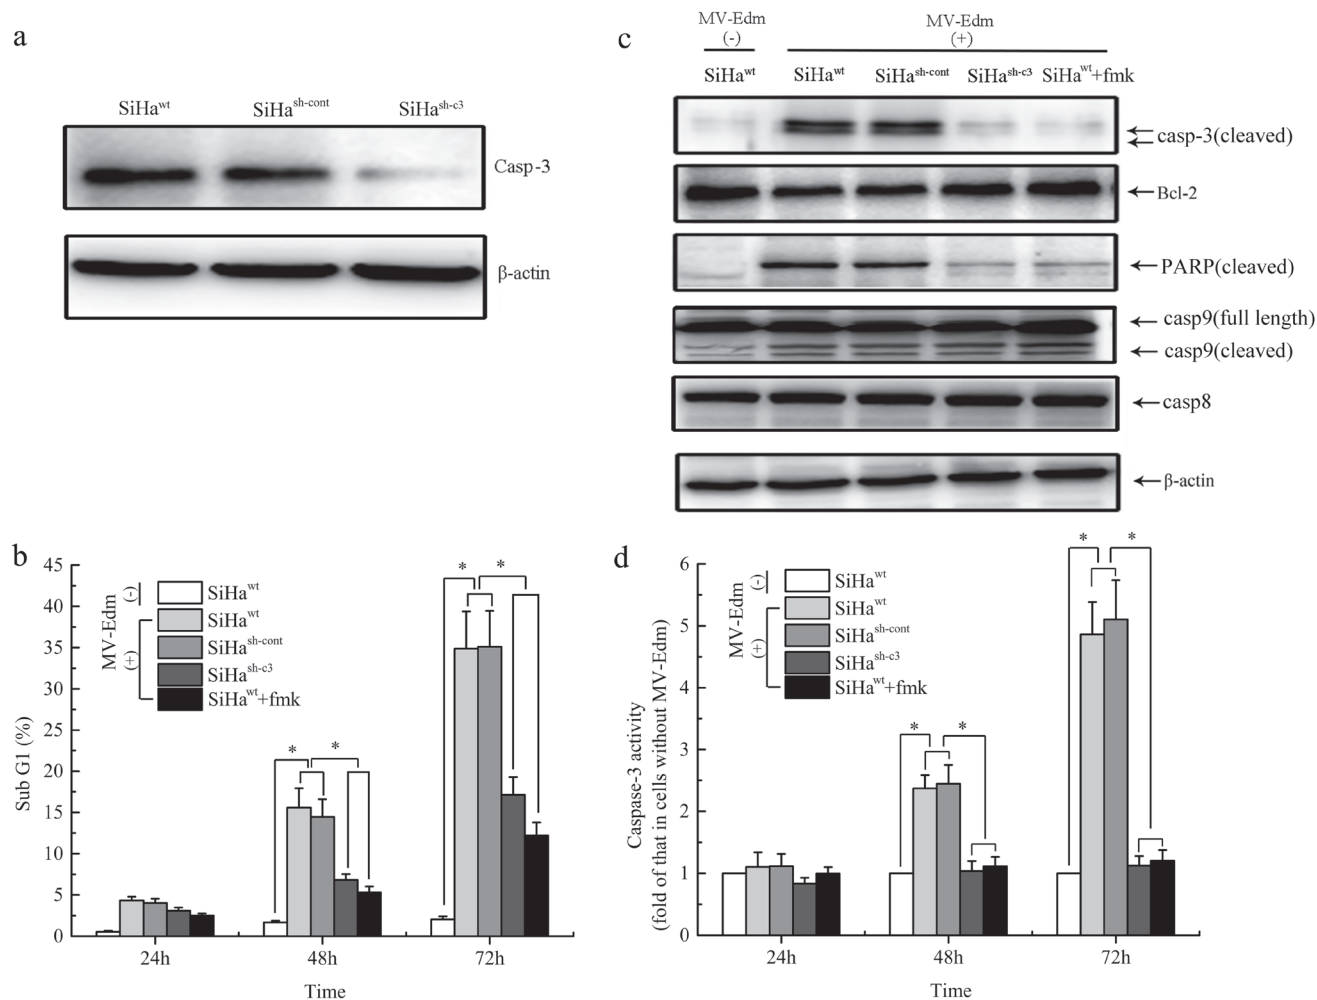 a
SiHa^wt SiHa^sh-cont SiHa^sh-c3
Casp-3
β-actin
c
MV-Edm
(-)
MV-Edm
(+)
SiHa^wt SiHa^wt SiHa^sh-cont SiHa^sh-c3 SiHa^wt+fmk
casp-3(cleaved)
Bcl-2
PARP(cleaved)
casp9(full length)
casp9(cleaved)
casp8
β-actin
b
Sub G1 (%)
45
40
35
30
25
20
15
10
5
0
MV-Edm
(-)
(+)
SiHa^wt
SiHa^wt
SiHa^sh-cont
SiHa^sh-c3
SiHa^wt+fmk
* *
* *
24h 48h 72h
Time
d
Caspase-3 activity
(fold of that in cells without MV-Edm)
6
5
4
3
2
1
0
MV-Edm
(-)
(+)
SiHa^wt
SiHa^wt
SiHa^sh-cont
SiHa^sh-c3
SiHa^wt+fmk
* *
* *
24h 48h 72h
Time